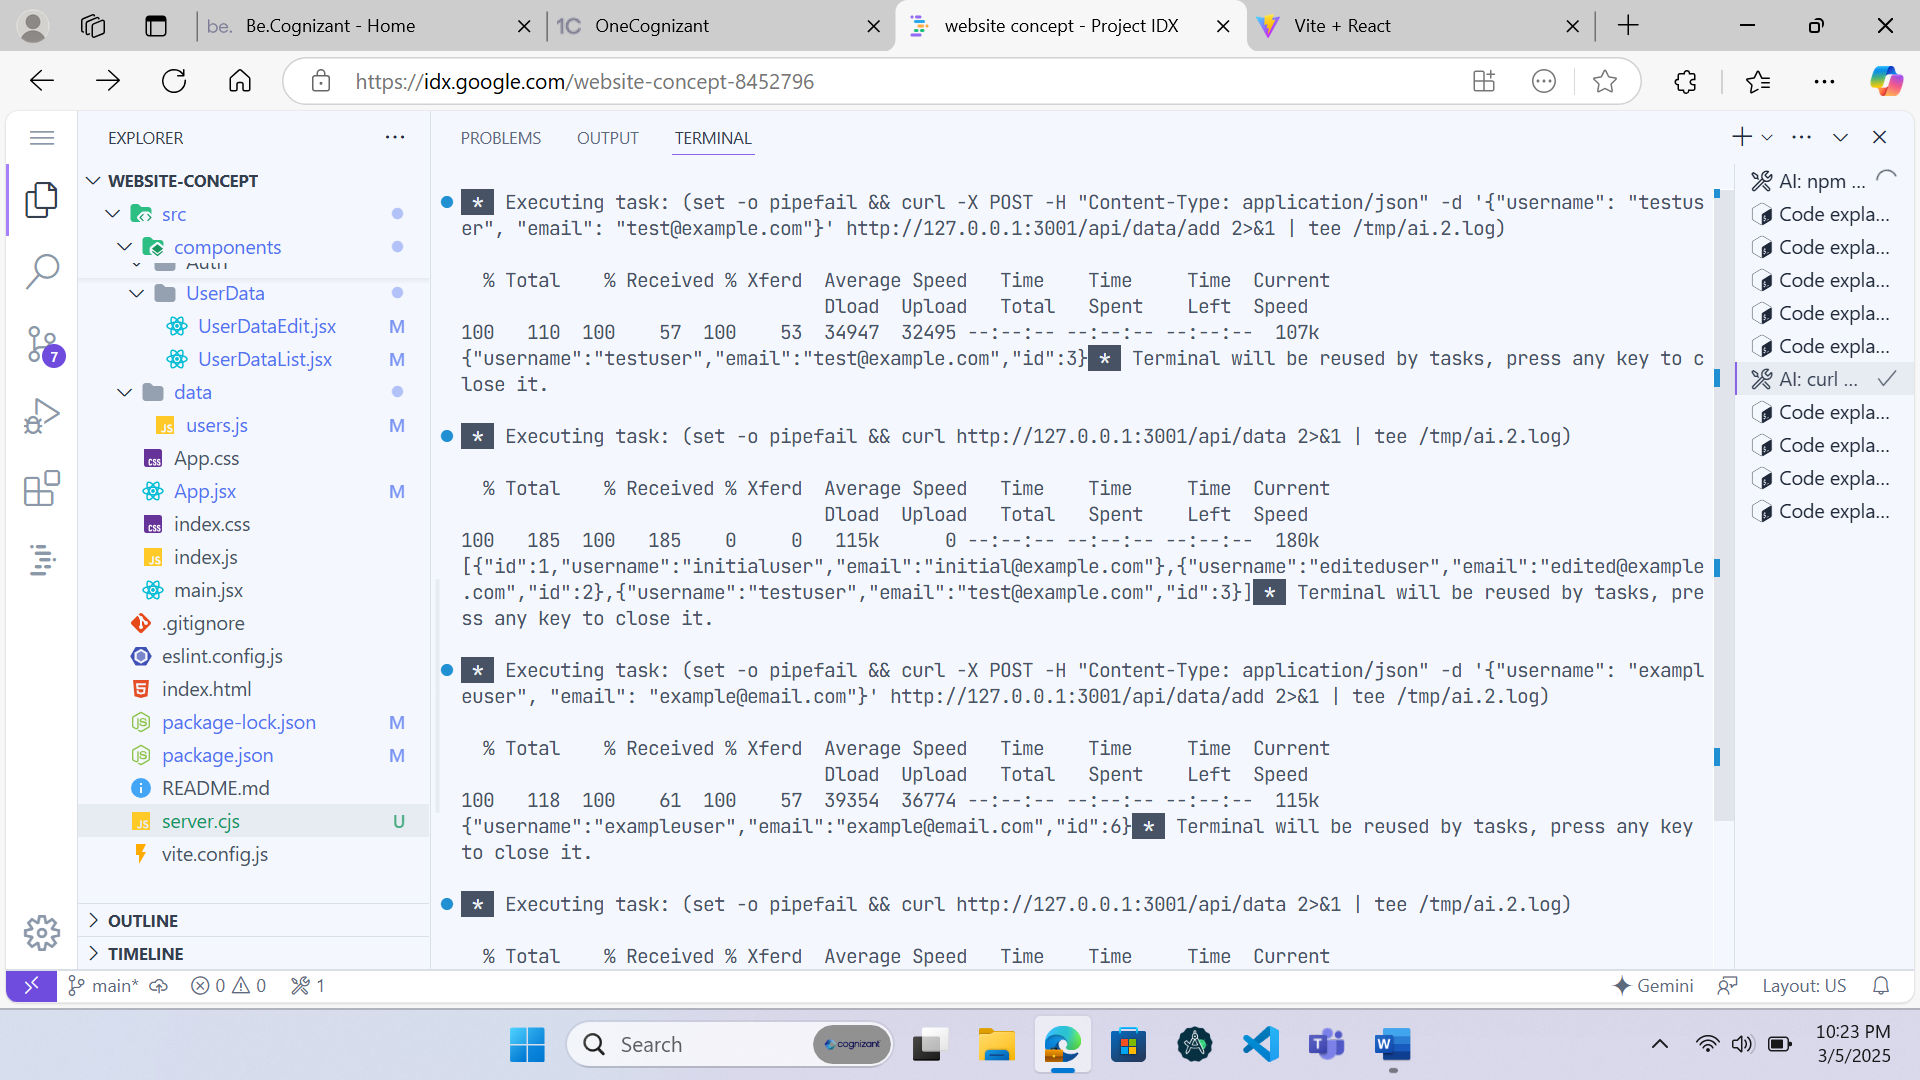 be. Be.Cognizant - Home
1C OneCognizant
website concept - Project IDX
Vite + React
https://idx.google.com/website-concept-8452796
EXPLORER
PROBLEMS OUTPUT TERMINAL
WEBSITE-CONCEPT
src
components
Auth
UserData
UserDataEdit.jsx M
UserDataList.jsx M
data
users.js M
App.css
App.jsx M
index.css
index.js
main.jsx
.gitignore
eslint.config.js
index.html
package-lock.json M
package.json M
README.md
server.cjs U
vite.config.js
OUTLINE
TIMELINE
7
* Executing task: (set -o pipefail && curl -X POST -H "Content-Type: application/json" -d '{"username": "testus
er", "email": "test@example.com"}' http://127.0.0.1:3001/api/data/add 2>&1 | tee /tmp/ai.2.log)
% Total % Received % Xferd Average Speed Time Time Time Current
Dload Upload Total Spent Left Speed
100 110 100 57 100 53 34947 32495 --:--:-- --:--:-- --:--:-- 107k
{"username":"testuser","email":"test@example.com","id":3} * Terminal will be reused by tasks, press any key to c
lose it.
* Executing task: (set -o pipefail && curl http://127.0.0.1:3001/api/data 2>&1 | tee /tmp/ai.2.log)
% Total % Received % Xferd Average Speed Time Time Time Current
Dload Upload Total Spent Left Speed
100 185 100 185 0 0 115k 0 --:--:-- --:--:-- --:--:-- 180k
[{"id":1,"username":"initialuser","email":"initial@example.com"},{"username":"editeduser","email":"edited@example
.com","id":2},{"username":"testuser","email":"test@example.com","id":3}] * Terminal will be reused by tasks, pre
ss any key to close it.
* Executing task: (set -o pipefail && curl -X POST -H "Content-Type: application/json" -d '{"username": "exampl
euser", "email": "example@email.com"}' http://127.0.0.1:3001/api/data/add 2>&1 | tee /tmp/ai.2.log)
% Total % Received % Xferd Average Speed Time Time Time Current
Dload Upload Total Spent Left Speed
100 118 100 61 100 57 39354 36774 --:--:-- --:--:-- --:--:-- 115k
{"username":"exampleuser","email":"example@email.com","id":6} * Terminal will be reused by tasks, press any key
to close it.
* Executing task: (set -o pipefail && curl http://127.0.0.1:3001/api/data 2>&1 | tee /tmp/ai.2.log)
% Total % Received % Xferd Average Speed Time Time Time Current
AI: npm ...
Code expla...
Code expla...
Code expla...
Code expla...
Code expla...
AI: curl ...
Code expla...
Code expla...
Code expla...
Code expla...
main* 0 0 1
Gemini Layout: US
Search cognizant
10:23 PM
3/5/2025